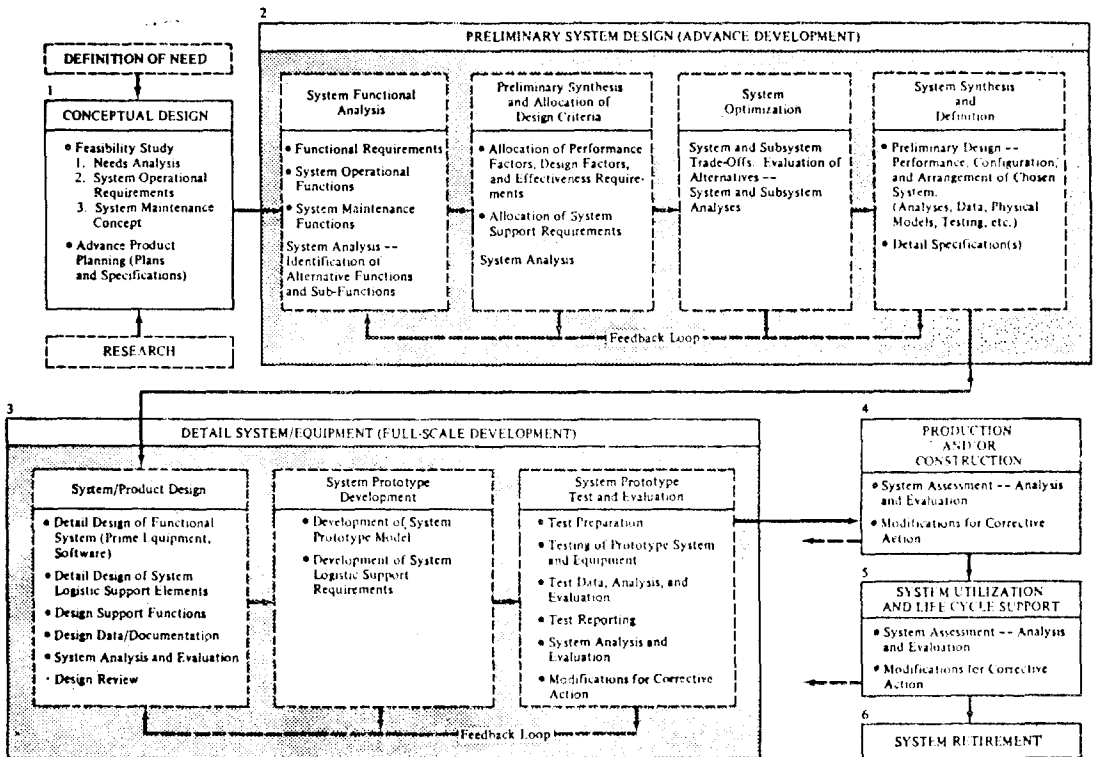 2
PRELIMINARY SYSTEM DESIGN (ADVANCE DEVELOPMENT)
DEFINITION OF NEED
1
CONCEPTUAL DESIGN
• Feasibility Study
1. Needs Analysis
2. System Operational
Requirements
3. System Maintenance
Concept
• Advance Product
Planning (Plans
and Specifications)
RESEARCH
System Functional
Analysis
• Functional Requirements
• System Operational
Functions
• System Maintenance
Functions
System Analysis --
Identification of
Alternative Functions
and Sub-Functions
Preliminary Synthesis
and Allocation of
Design Criteria
• Allocation of Performance
Factors, Design Factors,
and Effectiveness Require-
ments
• Allocation of System
Support Requirements
System Analysis
System
Optimization
System and Subsystem
Trade-Offs. Evaluation of
Alternatives --
System and Subsystem
Analyses
System Synthesis
and
Definition
• Preliminary Design --
Performance, Configuration,
and Arrangement of Chosen
System.
(Analyses, Data, Physical
Models, Testing, etc.)
• Detail Specification(s)
Feedback Loop
3
DETAIL SYSTEM/EQUIPMENT (FULL-SCALE DEVELOPMENT)
System/Product Design
• Detail Design of Functional
System (Prime Equipment,
Software)
• Detail Design of System
Logistic Support Elements
• Design Support Functions
• Design Data/Documentation
• System Analysis and Evaluation
· Design Review
System Prototype
Development
• Development of System
Prototype Model
• Development of System
Logistic Support
Requirements
System Prototype
Test and Evaluation
• Test Preparation
• Testing of Prototype System
and Equipment
• Test Data, Analysis, and
Evaluation
• Test Reporting
• System Analysis and
Evaluation
• Modifications for Corrective
Action
Feedback Loop
4
PRODUCTION
AND/OR
CONSTRUCTION
• System Assessment -- Analysis
and Evaluation
• Modifications for Corrective
Action
5
SYSTEM UTILIZATION
AND LIFE CYCLE SUPPORT
• System Assessment -- Analysis
and Evaluation
• Modifications for Corrective
Action
6
SYSTEM RETIREMENT